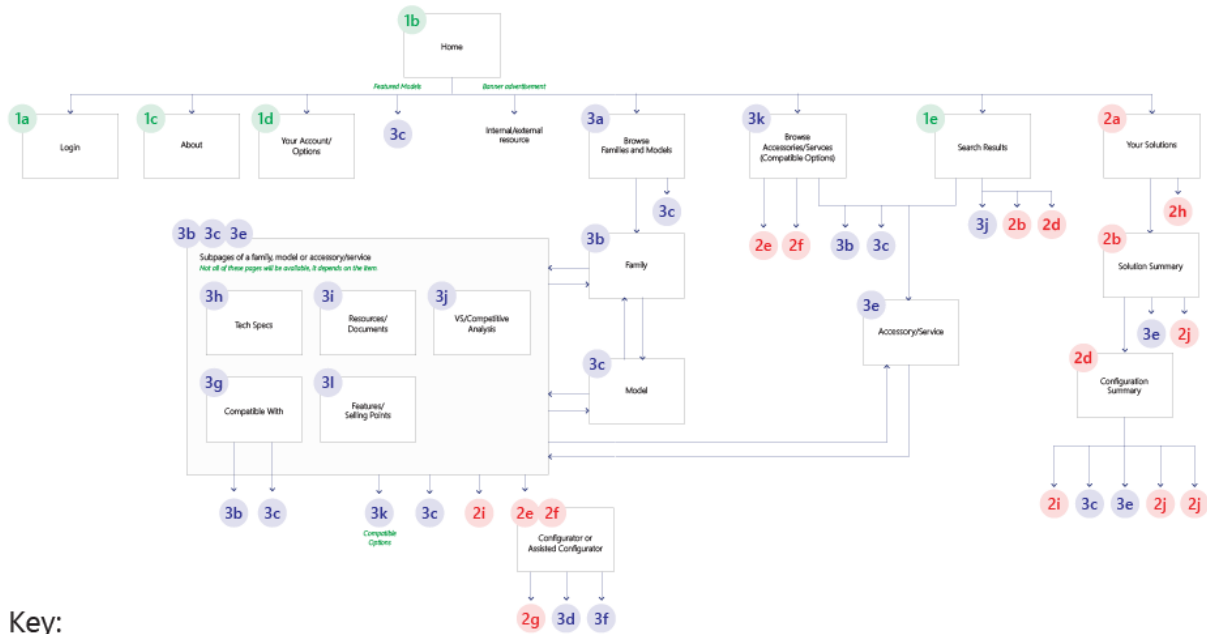 1b
Home
Featured Models
Banner advertisement
1a
Login
1c
About
1d
Your Account/
Options
3c
Internal/external
resource
3a
Browse
Families and Models
3k
Browse
Accessories/Servoes
(Compatible Options)
1e
Search Results
2a
Your Solutions
3c
2e
2f
3b
3c
3j
2b
2d
2h
3b 3c 3e
Subpages of a family, model or accessory/service
Not all of these pages will be available, it depends on the item
3b
Family
2b
Solution Summary
3h
Tech Specs
3i
Resources/
Documents
3j
VS/Competitive
Analysis
3e
Accessory/Service
3e
2j
3g
Compatible With
3l
Features/
Selling Points
3c
Model
2d
Configuration
Summary
3b
3c
3k
Compatible
Options
3c
2i
2e 2f
Configurator or
Assisted Configurator
2i
3c
3e
2j
2j
2g
3d
3f
Key: